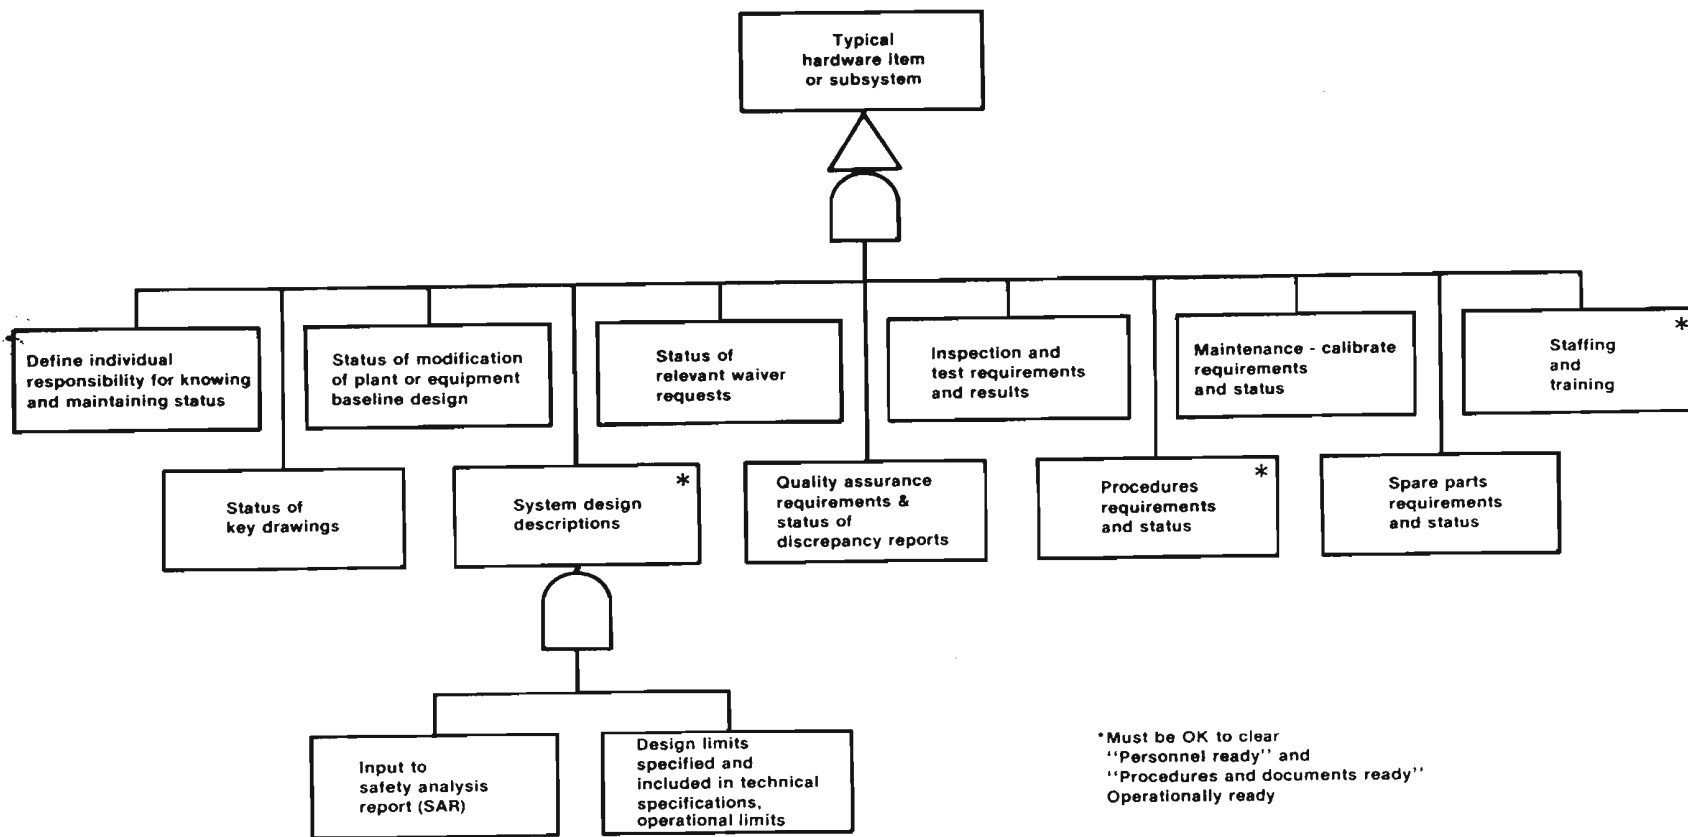 Typical
hardware item
or subsystem
Define individual
responsibility for knowing
and maintaining status
Status of modification
of plant or equipment
baseline design
Status of
relevant waiver
requests
Inspection and
test requirements
and results
Maintenance - calibrate
requirements
and status
*
Staffing
and
training
Status of
key drawings
*
System design
descriptions
Quality assurance
requirements &
status of
discrepancy reports
*
Procedures
requirements
and status
Spare parts
requirements
and status
Input to
safety analysis
report (SAR)
Design limits
specified and
included in technical
specifications,
operational limits
*Must be OK to clear
‘‘Personnel ready’’ and
‘‘Procedures and documents ready’’
Operationally ready